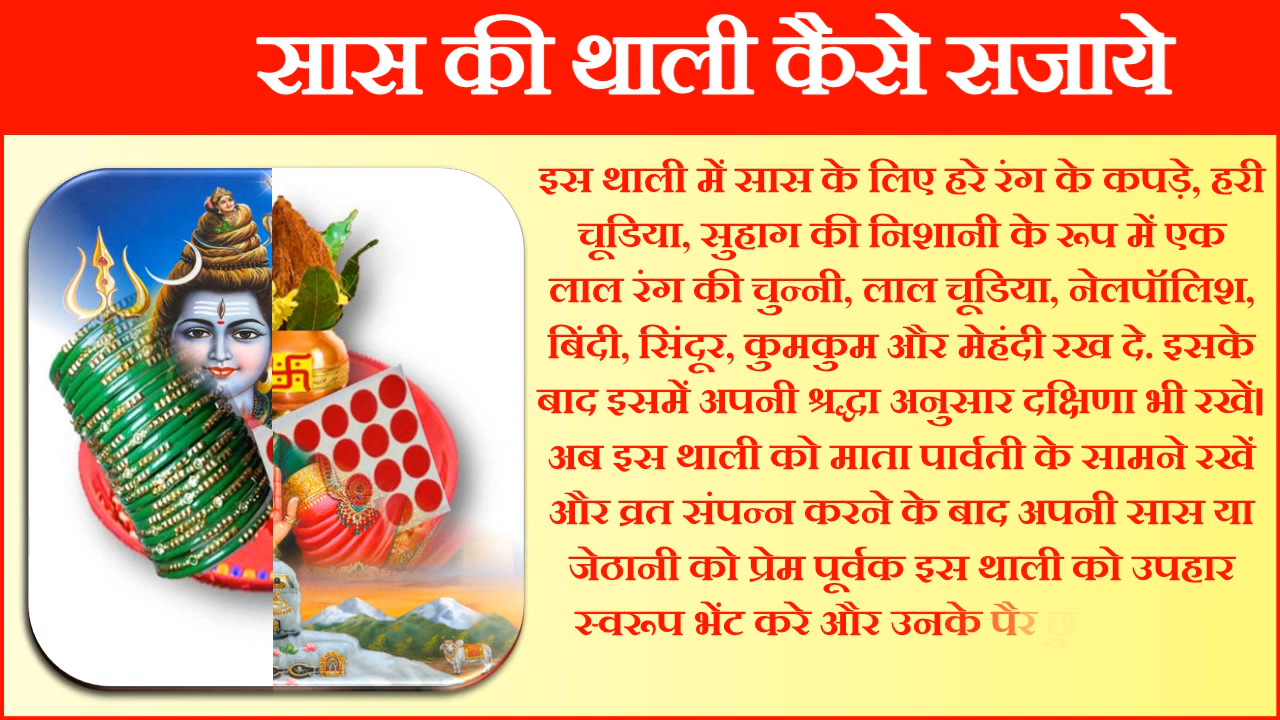 सास की थाली कैसे सजाये
इस थाली में सास के लिए हरे रंग के कपड़े, हरी
चूडिया, सुहाग की निशानी के रूप में एक
लाल रंग की चुन्नी, लाल चूडिया, नेलपॉलिश,
बिंदी, सिंदूर, कुमकुम और मेहंदी रख दे. इसके
बाद इसमें अपनी श्रद्धा अनुसार दक्षिणा भी रखें।
अब इस थाली को माता पार्वती के सामने रखें
और व्रत संपन्न करने के बाद अपनी सास या
जेठानी को प्रेम पूर्वक इस थाली को उपहार
स्वरूप भेंट करे और उनके पैर